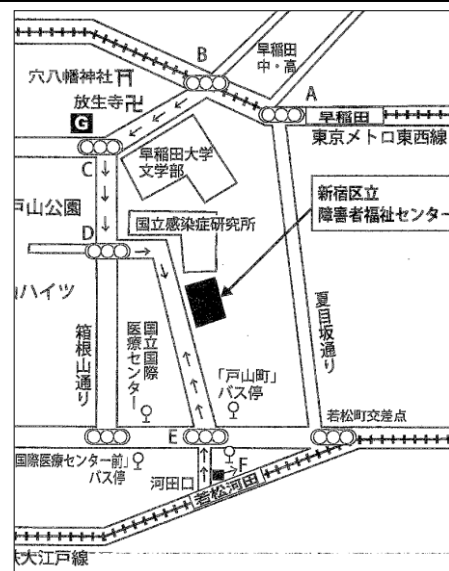 B
早稲田
中・高
穴八幡神社
A
放生寺卍
早稲田
G
東京メトロ東西線
早稲田大学
文学部
C
新宿区立
障害者福祉センター
戸山公園
国立感染症研究所
D
ハイツ
箱根山通り
国立国際
医療センター
夏目坂通り
「戸山町」
バス停
若松町交差点
E
国際医療センター前」
バス停
F
河田口
若松河田
大江戸線